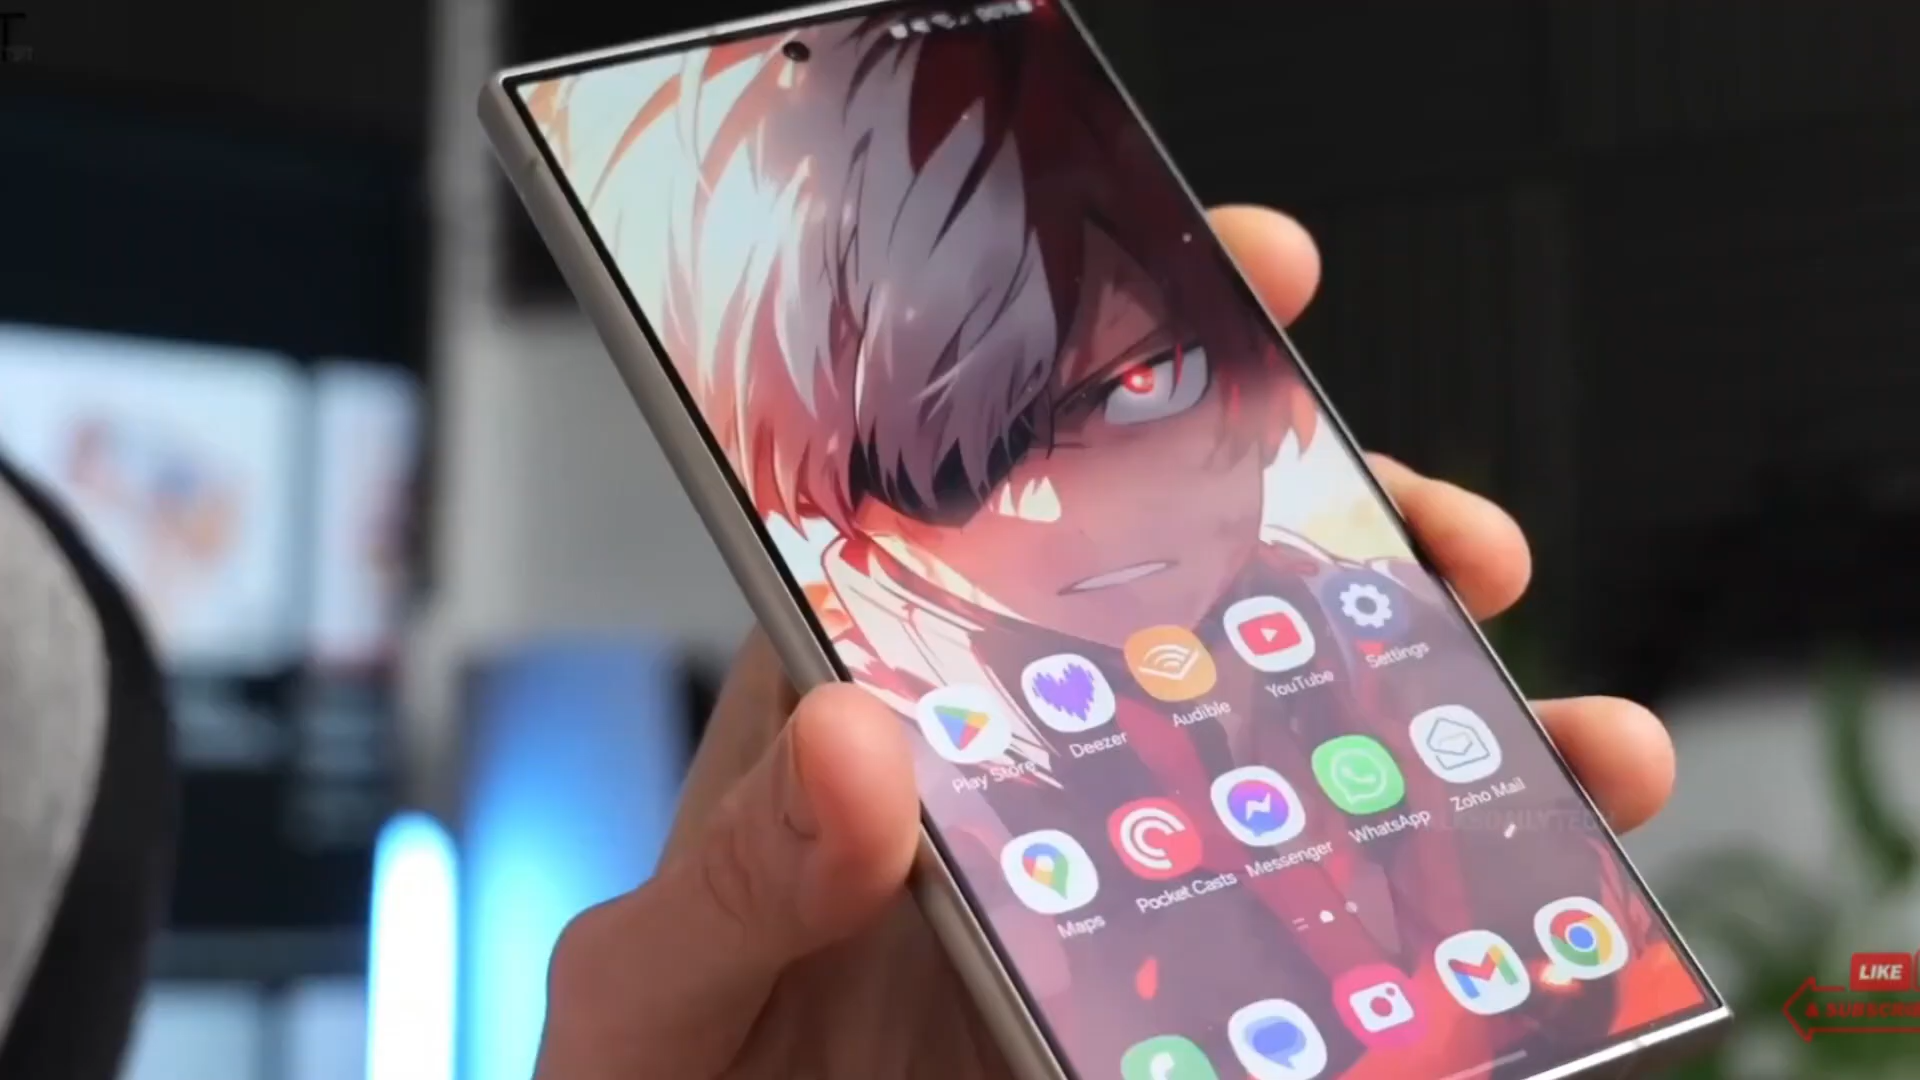 Settings
YouTube
Audible
Deezer
Play Store
Zoho Mail
WhatsApp
Messenger
Pocket Casts
Maps
LIKE